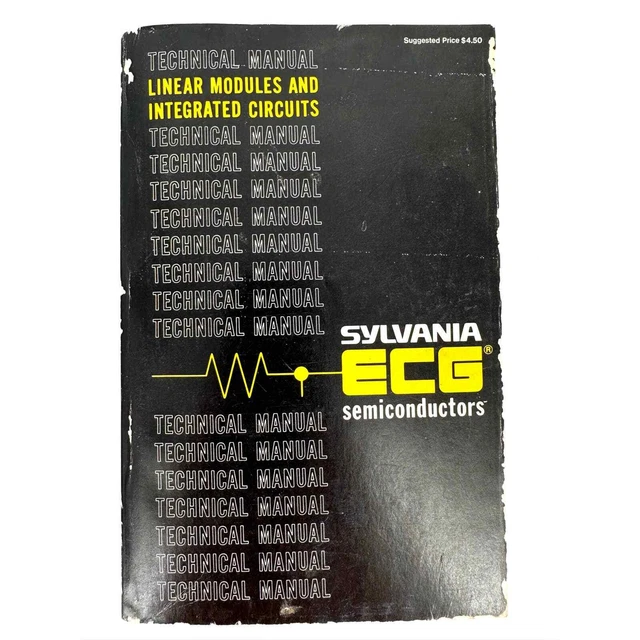 Suggested Price $4.50
TECHNICAL MANUAL
LINEAR MODULES AND
INTEGRATED CIRCUITS
TECHNICAL MANUAL
TECHNICAL MANUAL
TECHNICAL MANUAL
TECHNICAL MANUAL
TECHNICAL MANUAL
TECHNICAL MANUAL
TECHNICAL MANUAL
TECHNICAL MANUAL
SYLVANIA
ECG®
semiconductors
TECHNICAL MANUAL
TECHNICAL MANUAL
TECHNICAL MANUAL
TECHNICAL MANUAL
TECHNICAL MANUAL
TECHNICAL MANUAL
TECHNICAL MANUAL